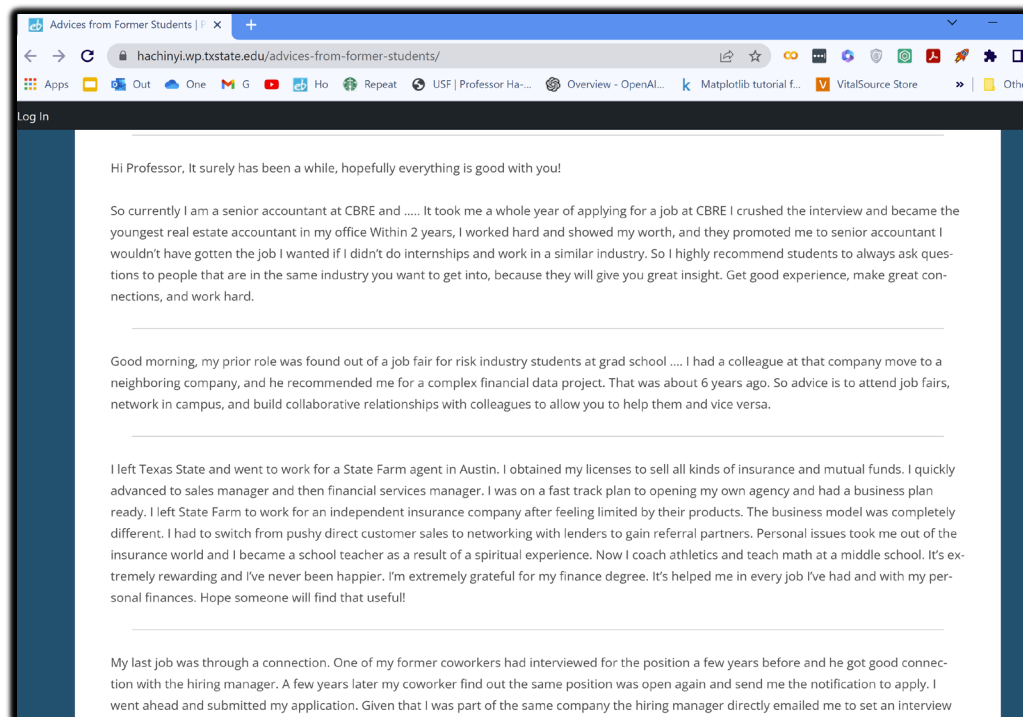 Advices from Former Students | P
hachinyi.wp.txstate.edu/advices-from-former-students/
Apps Out One M G Ho Repeat USF | Professor Ha-... Overview - OpenAI... Matplotlib tutorial f... VitalSource Store » Othe
Log In
Hi Professor, It surely has been a while, hopefully everything is good with you!
So currently I am a senior accountant at CBRE and ..... It took me a whole year of applying for a job at CBRE I crushed the interview and became the
youngest real estate accountant in my office Within 2 years, I worked hard and showed my worth, and they promoted me to senior accountant I
wouldn't have gotten the job I wanted if I didn't do internships and work in a similar industry. So I highly recommend students to always ask ques-
tions to people that are in the same industry you want to get into, because they will give you great insight. Get good experience, make great con-
nections, and work hard.
Good morning, my prior role was found out of a job fair for risk industry students at grad school .... I had a colleague at that company move to a
neighboring company, and he recommended me for a complex financial data project. That was about 6 years ago. So advice is to attend job fairs,
network in campus, and build collaborative relationships with colleagues to allow you to help them and vice versa.
I left Texas State and went to work for a State Farm agent in Austin. I obtained my licenses to sell all kinds of insurance and mutual funds. I quickly
advanced to sales manager and then financial services manager. I was on a fast track plan to opening my own agency and had a business plan
ready. I left State Farm to work for an independent insurance company after feeling limited by their products. The business model was completely
different. I had to switch from pushy direct customer sales to networking with lenders to gain referral partners. Personal issues took me out of the
insurance world and I became a school teacher as a result of a spiritual experience. Now I coach athletics and teach math at a middle school. It's ex-
tremely rewarding and I've never been happier. I'm extremely grateful for my finance degree. It's helped me in every job I've had and with my per-
sonal finances. Hope someone will find that useful!
My last job was through a connection. One of my former coworkers had interviewed for the position a few years before and he got good connec-
tion with the hiring manager. A few years later my coworker find out the same position was open again and send me the notification to apply. I
went ahead and submitted my application. Given that I was part of the same company the hiring manager directly emailed me to set an interview